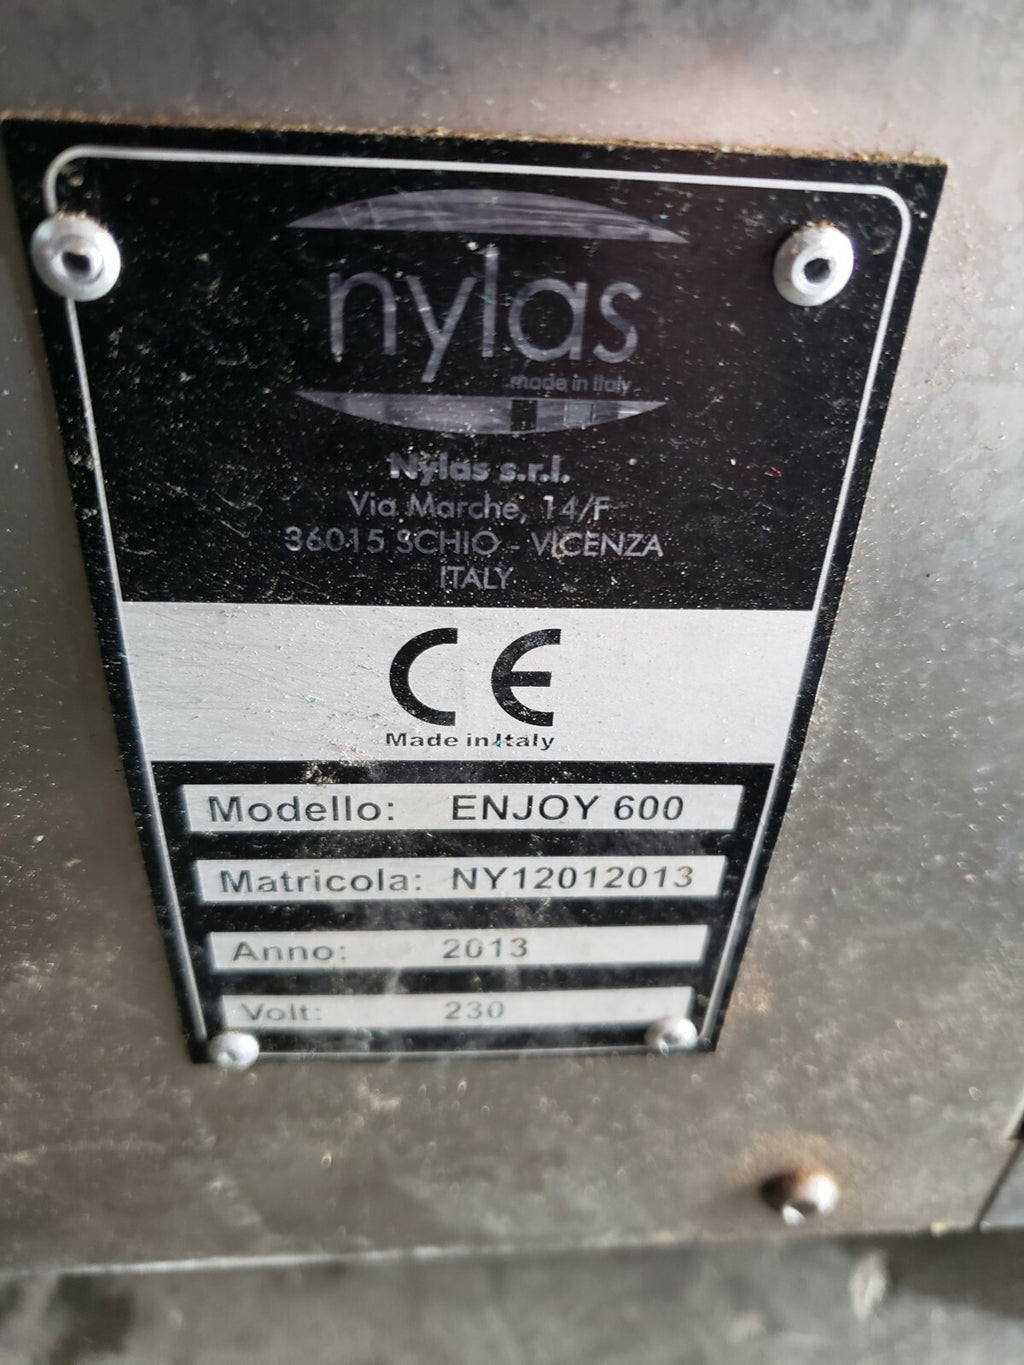 nylas
made in Italy
Nylas s.r.l.
Via Marche, 14/F
36015 SCHIO - VICENZA
ITALY
CE
Made in Italy
Modello: ENJOY 600
Matricola: NY12012013
Anno: 2013
Volt: 230